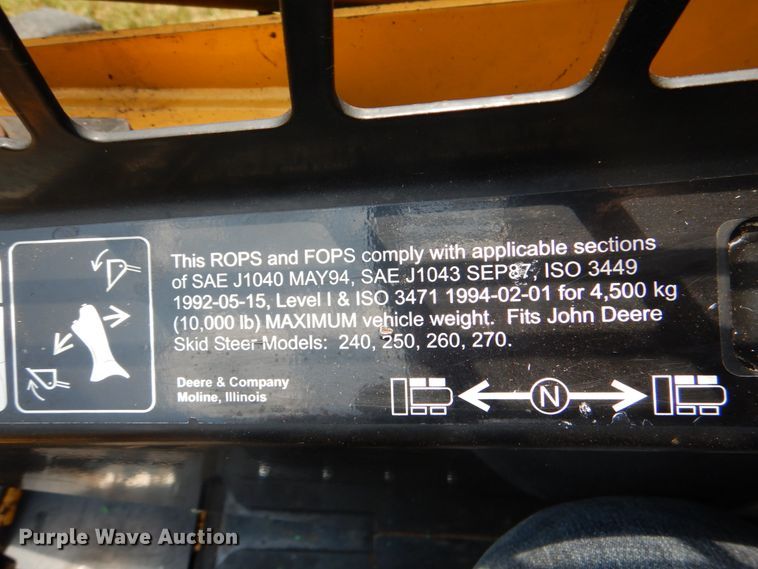 This ROPS and FOPS comply with applicable sections
of SAE J1040 MAY94, SAE J1043 SEP87, ISO 3449
1992-05-15, Level I & ISO 3471 1994-02-01 for 4,500 kg
(10,000 lb) MAXIMUM vehicle weight. Fits John Deere
Skid Steer Models: 240, 250, 260, 270.
Deere & Company
Moline, Illinois
N
Purple Wave Auction